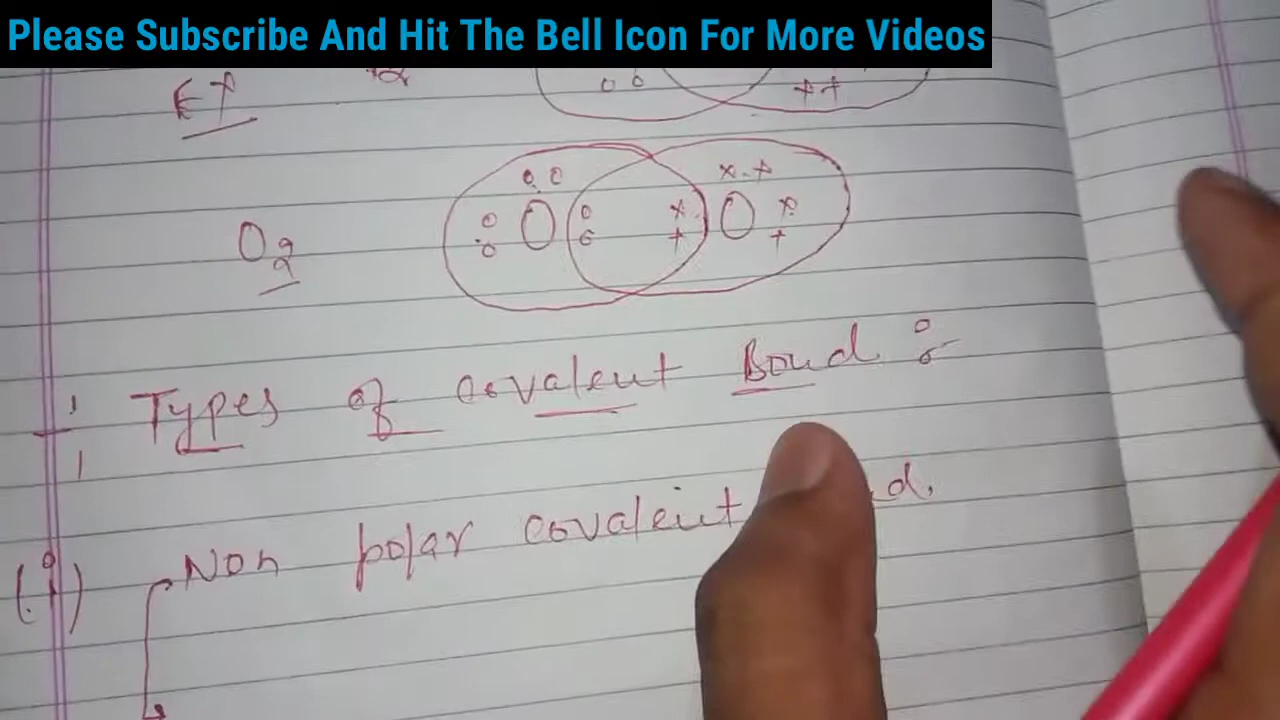 Please Subscribe And Hit The Bell Icon For More Videos
Ex
O2
O O
Types of covalent Bond :
(i) Non polar covalent